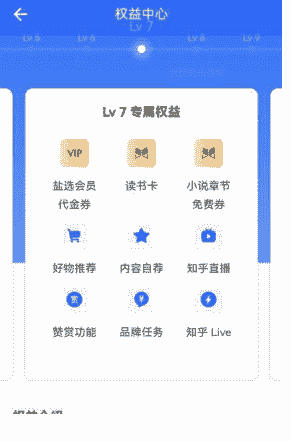 权益中心
Lv 7
Lv 5 Lv 6 Lv 8 Lv 9
Lv 7 专属权益
VIP
盐选会员 读书卡 小说章节
代金券 免费券
好物推荐 内容自荐 知乎直播
赏
赞赏功能 品牌任务 知乎 Live